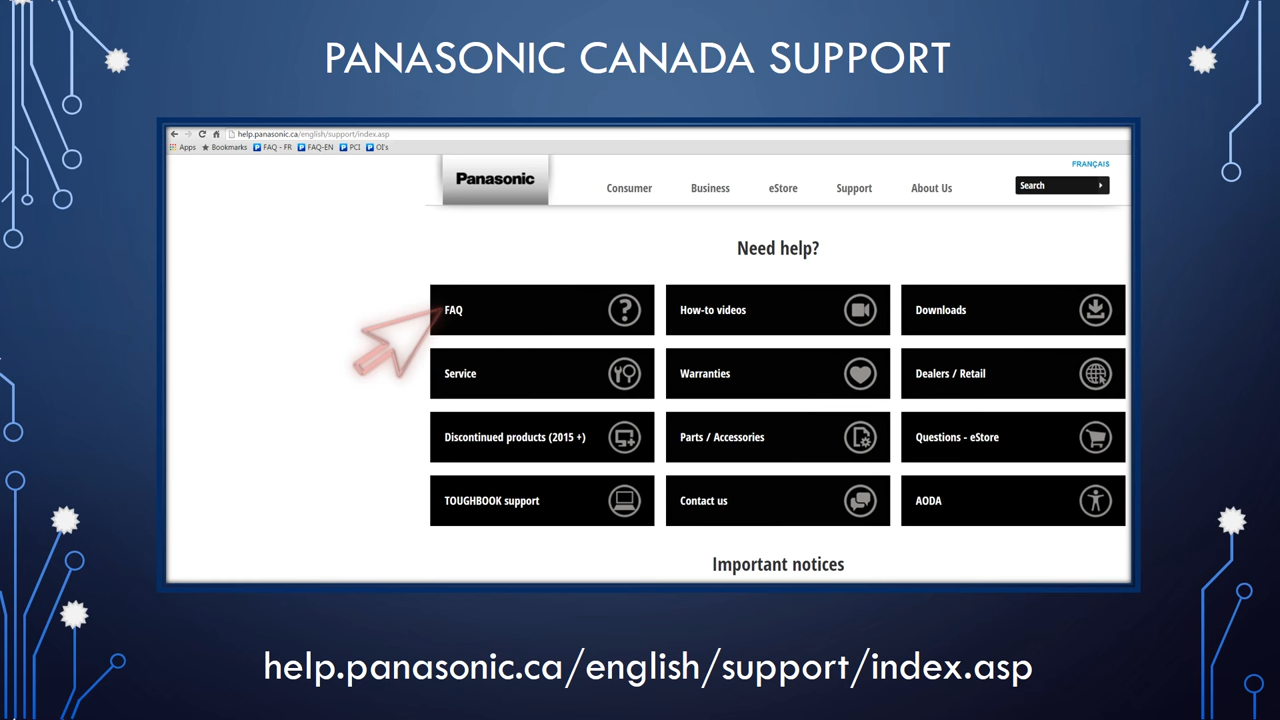 PANASONIC CANADA SUPPORT
help.panasonic.ca/english/support/index.asp
Apps Bookmarks FAQ - FR FAQ-EN PCI OI's
FRANÇAIS
Panasonic
Consumer Business eStore Support About Us Search
Need help?
FAQ How-to videos Downloads
Service Warranties Dealers / Retail
Discontinued products (2015 +) Parts / Accessories Questions - eStore
TOUGHBOOK support Contact us AODA
Important notices
help.panasonic.ca/english/support/index.asp